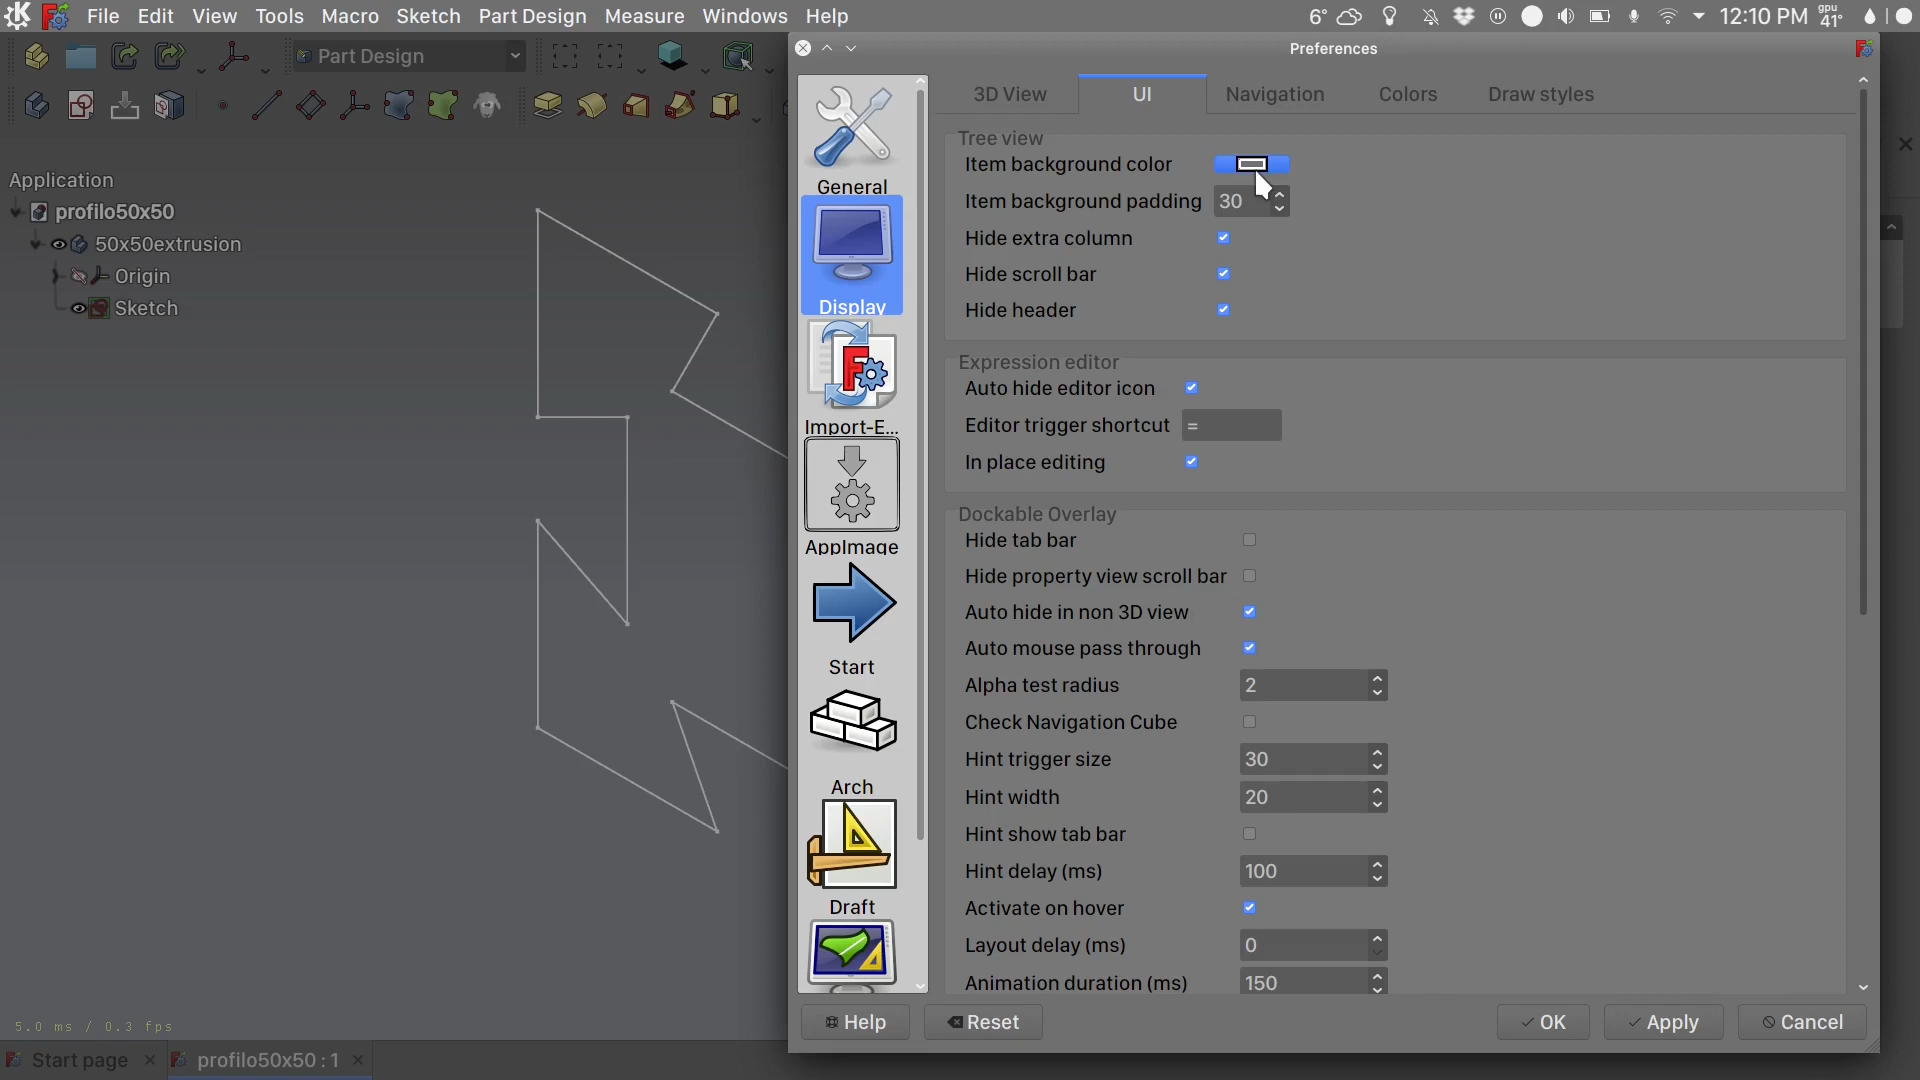 File Edit View Tools Macro Sketch Part Design Measure Windows Help
6° 12:10 PM gpu 41°
Part Design
Preferences
3D View UI Navigation Colors Draw styles
Application
profilo50x50
50x50extrusion
Origin
Sketch
General
Display
Import-E...
AppImage
Start
Arch
Draft
Tree view
Item background color
Item background padding 30
Hide extra column
Hide scroll bar
Hide header
Expression editor
Auto hide editor icon
Editor trigger shortcut =
In place editing
Dockable Overlay
Hide tab bar
Hide property view scroll bar
Auto hide in non 3D view
Auto mouse pass through
Alpha test radius 2
Check Navigation Cube
Hint trigger size 30
Hint width 20
Hint show tab bar
Hint delay (ms) 100
Activate on hover
Layout delay (ms) 0
Animation duration (ms) 150
Help Reset OK Apply Cancel
5.0 ms / 0.3 fps
Start page profilo50x50 : 1